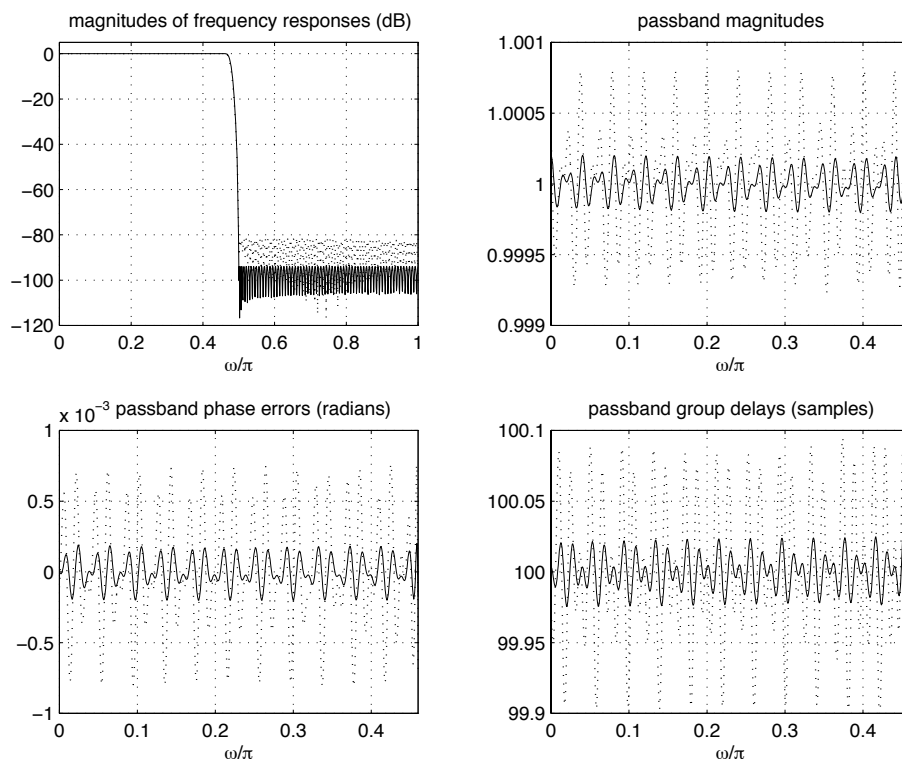 magnitudes of frequency responses (dB)
0
−20
−40
−60
−80
−100
−120
0 0.2 0.4 0.6 0.8 1
ω/π
passband magnitudes
1.001
1.0005
1
0.9995
0.999
0 0.1 0.2 0.3 0.4
ω/π
x 10⁻³ passband phase errors (radians)
1
0.5
0
−0.5
−1
0 0.1 0.2 0.3 0.4
ω/π
passband group delays (samples)
100.1
100.05
100
99.95
99.9
0 0.1 0.2 0.3 0.4
ω/π